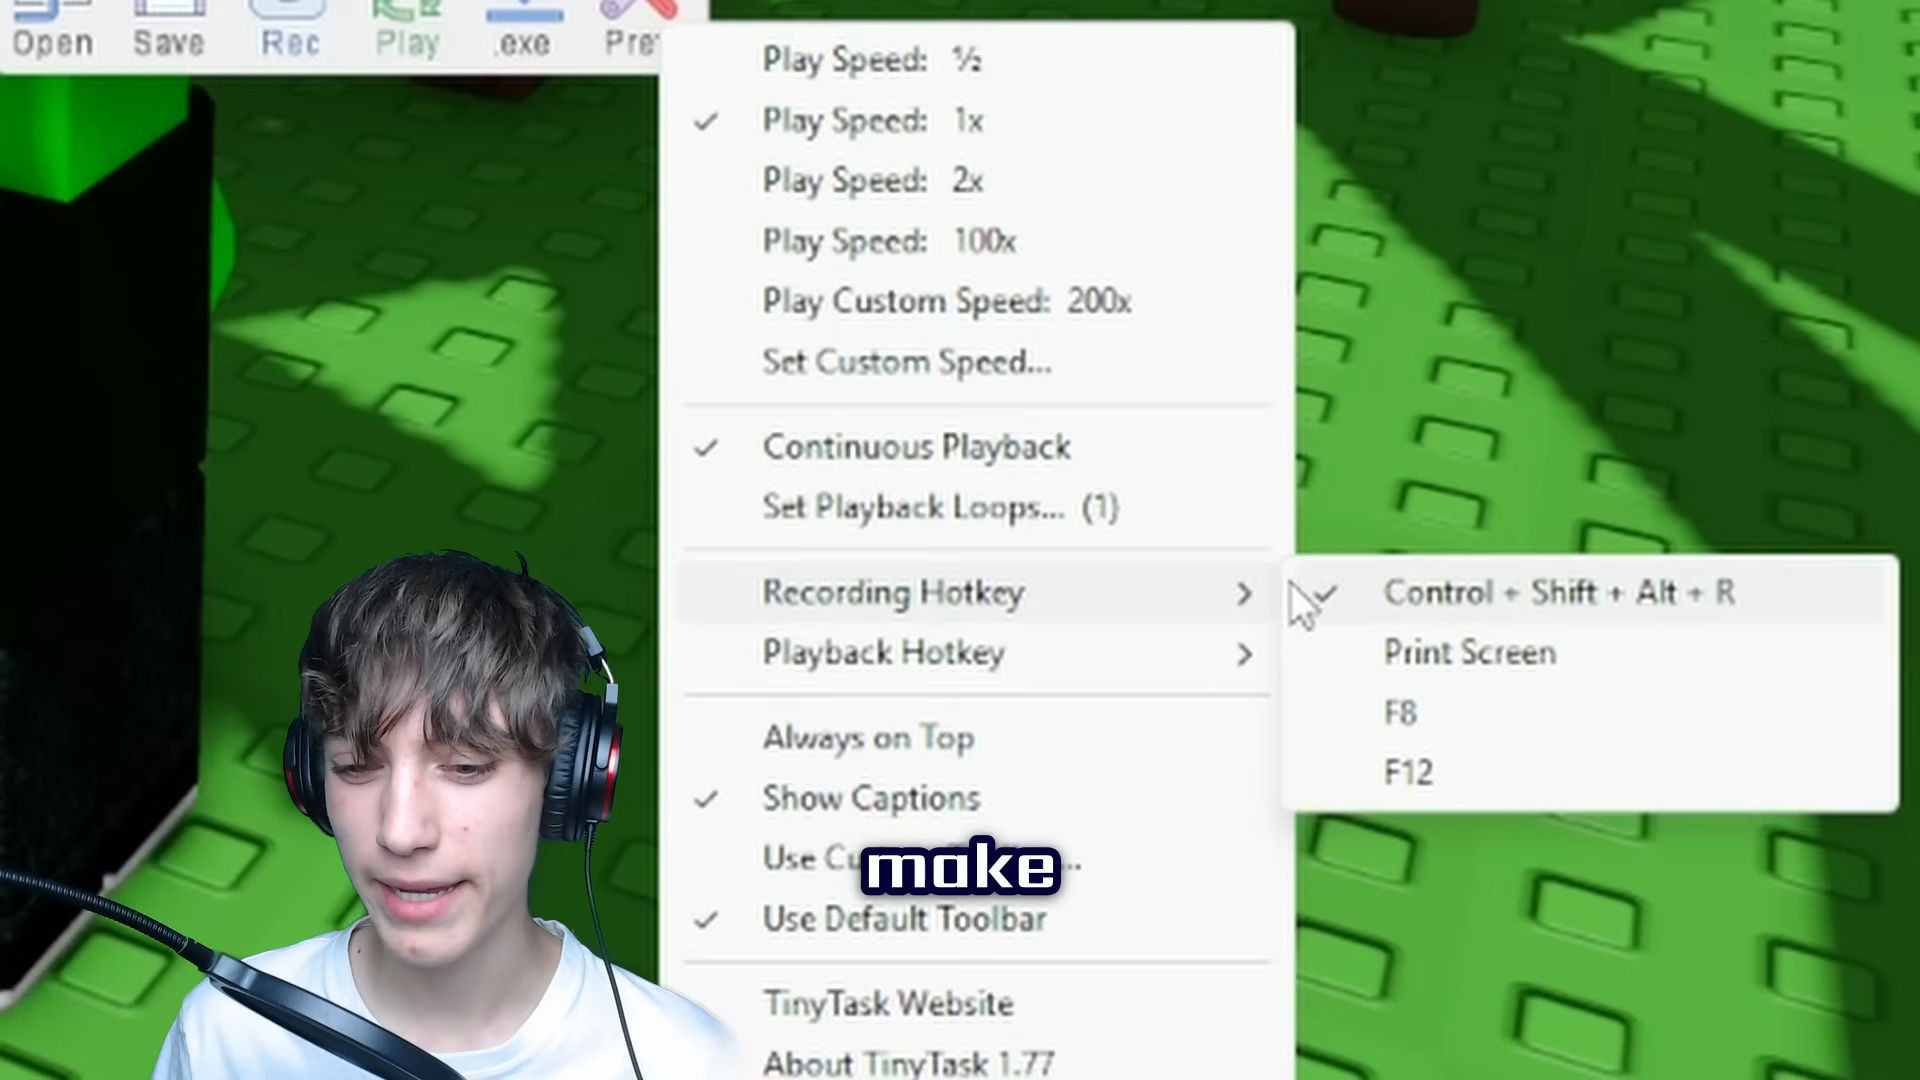 Open Save Rec Play .exe Pre
Play Speed: ½
Play Speed: 1x
Play Speed: 2x
Play Speed: 100x
Play Custom Speed: 200x
Set Custom Speed...
Continuous Playback
Set Playback Loops... (1)
Recording Hotkey
Playback Hotkey
Control + Shift + Alt + R
Print Screen
F8
F12
Always on Top
Show Captions
Use
make
Use Default Toolbar
TinyTask Website
About TinyTask 1.77